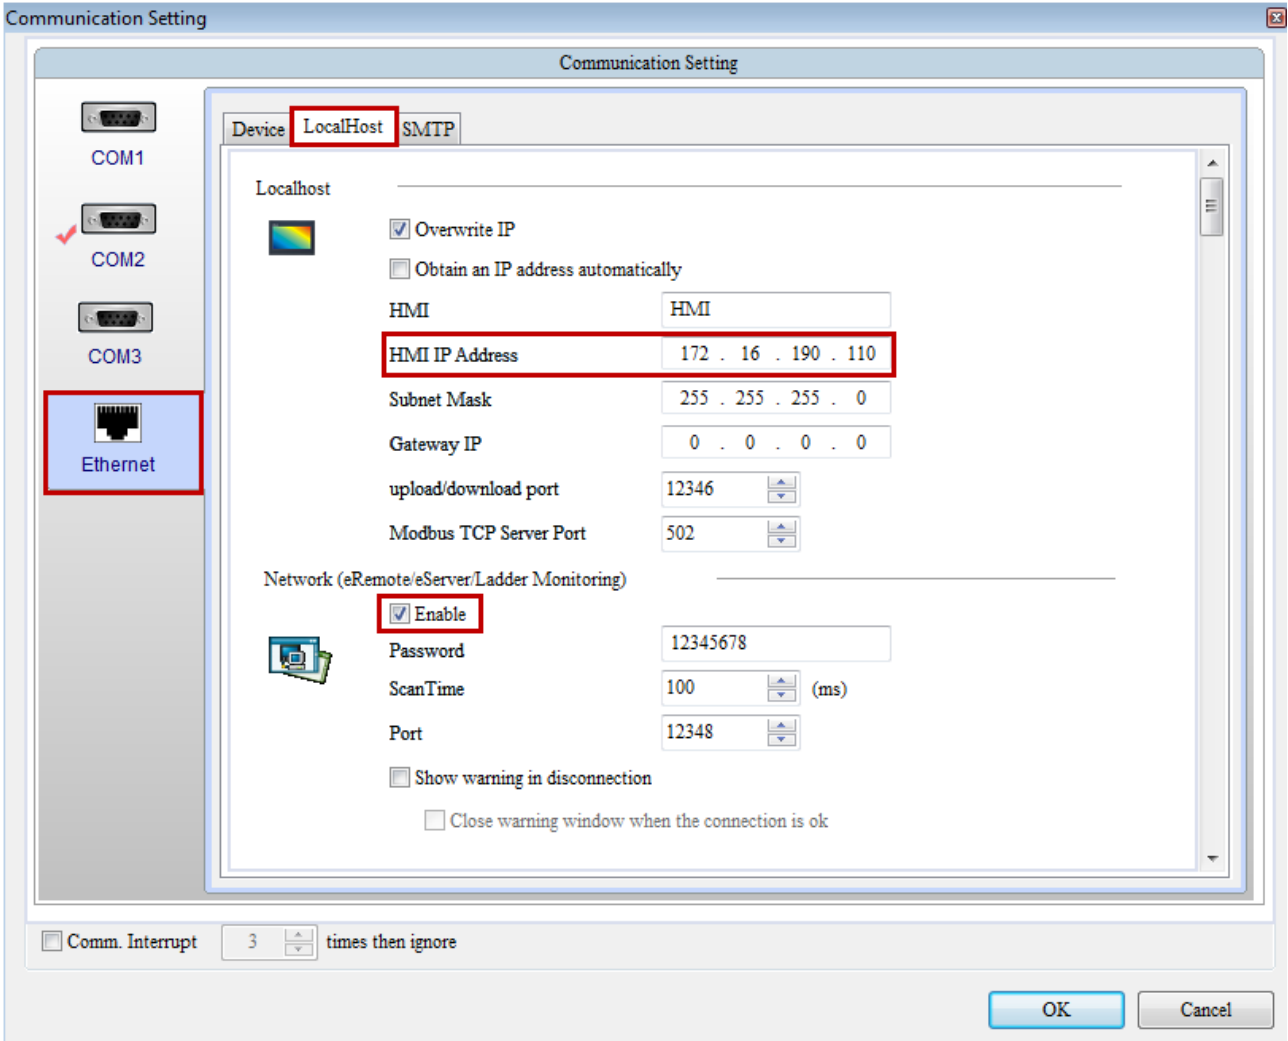 Communication Setting
Communication Setting
COM1
COM2
COM3
Ethernet
Device LocalHost SMTP
Localhost
Overwrite IP
Obtain an IP address automatically
HMI HMI
HMI IP Address 172 . 16 . 190 . 110
Subnet Mask 255 . 255 . 255 . 0
Gateway IP 0 . 0 . 0 . 0
upload/download port 12346
Modbus TCP Server Port 502
Network (eRemote/eServer/Ladder Monitoring)
Enable
Password 12345678
ScanTime 100 (ms)
Port 12348
Show warning in disconnection
Close warning window when the connection is ok
Comm. Interrupt 3 times then ignore
OK Cancel